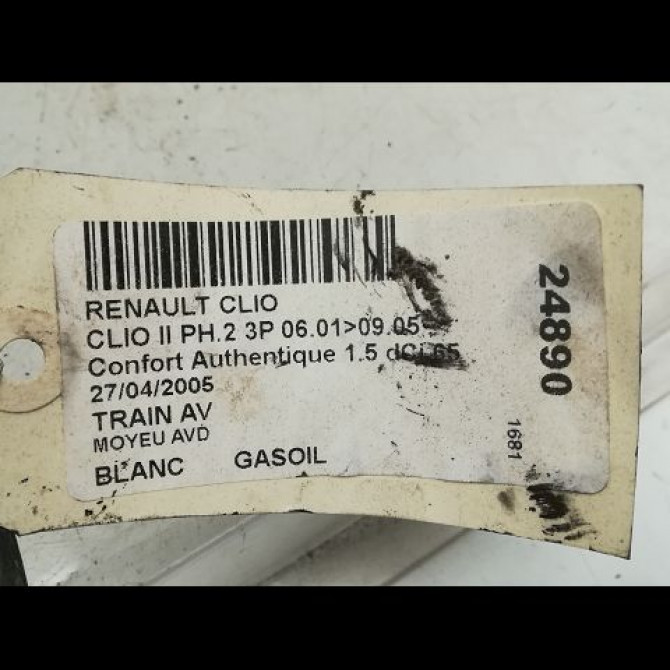 RENAULT CLIO
CLIO II PH.2 3P 06.01>09.05
Confort Authentique 1.5 dCi 65
27/04/2005
TRAIN AV
MOYEU AVD
BLANC GASOIL
24890
1681